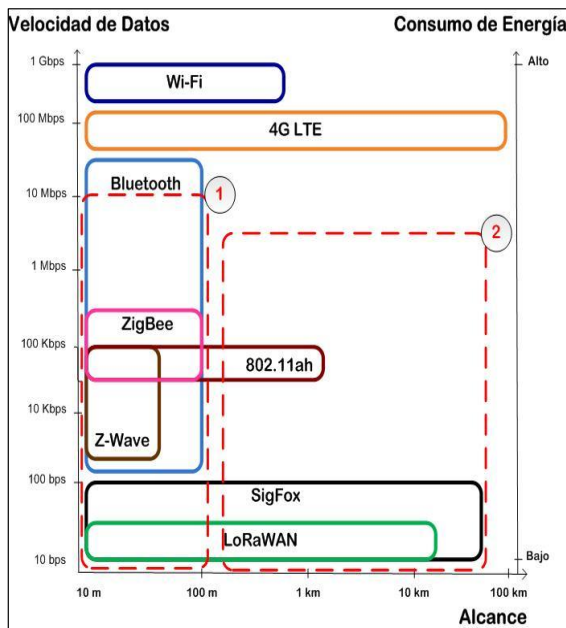 Velocidad de Datos Consumo de Energía
1 Gbps Alto
Wi-Fi
100 Mbps
4G LTE
Bluetooth
10 Mbps
1
2
1 Mbps
ZigBee
100 Kbps
802.11ah
10 Kbps
Z-Wave
100 bps
SigFox
LoRaWAN
10 bps Bajo
10 m 100 m 1 km 10 km 100 km
Alcance